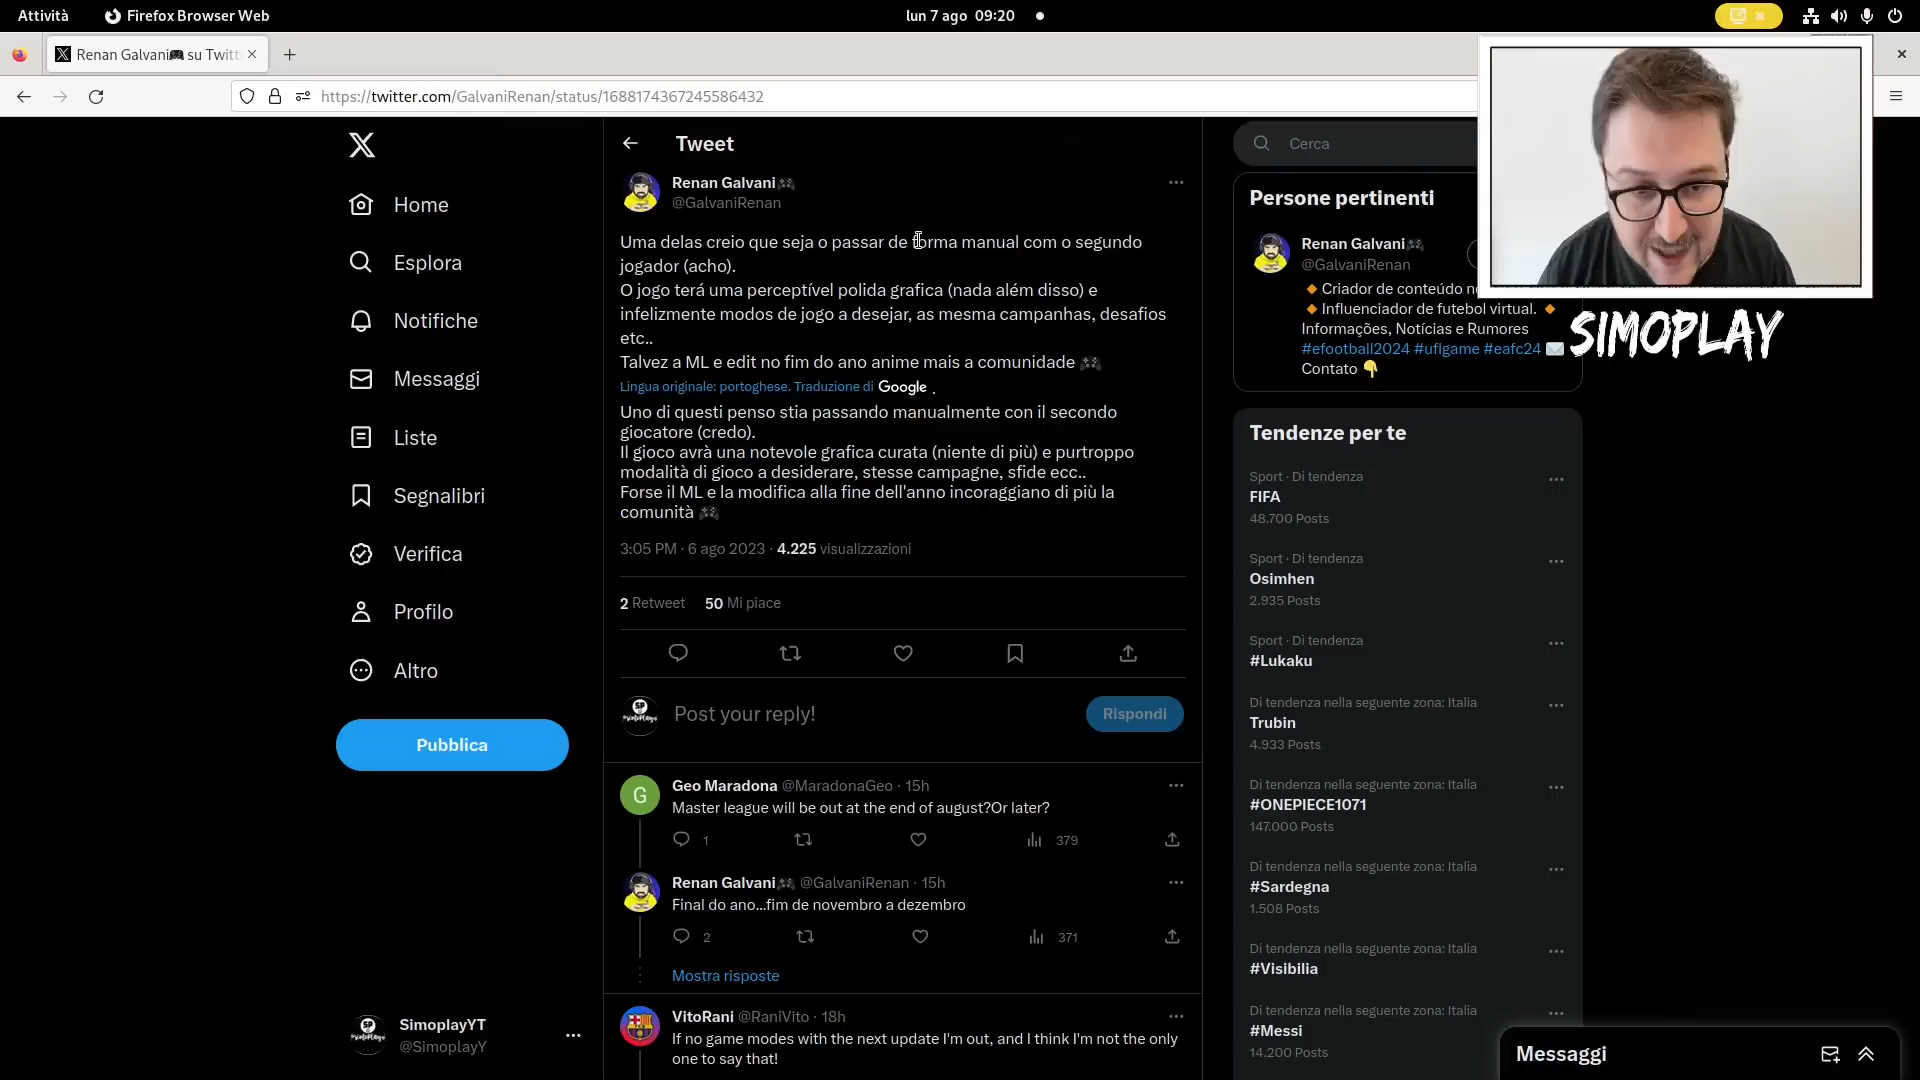 Attività
Firefox Browser Web
lun 7 ago 09:20
Renan Galvani🎮 su Twitt
https://twitter.com/GalvaniRenan/status/1688174367245586432
Home
Esplora
Notifiche
Messaggi
Liste
Segnalibri
Verifica
Profilo
Altro
Pubblica
SimoplayYT
@SimoplayY
Tweet
Renan Galvani🎮
@GalvaniRenan
Uma delas creio que seja o passar de forma manual com o segundo
jogador (acho).
O jogo terá uma perceptível polida grafica (nada além disso) e
infelizmente modos de jogo a desejar, as mesma campanhas, desafios
etc..
Talvez a ML e edit no fim do ano anime mais a comunidade 🎮
Lingua originale: portoghese. Traduzione di Google .
Uno di questi penso stia passando manualmente con il secondo
giocatore (credo).
Il gioco avrà una notevole grafica curata (niente di più) e purtroppo
modalità di gioco a desiderare, stesse campagne, sfide ecc..
Forse il ML e la modifica alla fine dell'anno incoraggiano di più la
comunità 🎮
3:05 PM · 6 ago 2023 · 4.225 visualizzazioni
2 Retweet 50 Mi piace
Post your reply!
Rispondi
Geo Maradona @MaradonaGeo · 15h
Master league will be out at the end of august?Or later?
1 379
Renan Galvani🎮 @GalvaniRenan · 15h
Final do ano...fim de novembro a dezembro
2 371
Mostra risposte
VitoRani @RaniVito · 18h
If no game modes with the next update I'm out, and I think I'm not the only
one to say that!
Cerca
Persone pertinenti
Renan Galvani🎮
@GalvaniRenan
🔸Criador de conteúdo
🔸Influenciador de futebol virtual. 🔸
Informações, Notícias e Rumores
#efootball2024 #uflgame #eafc24 ✉️
Contato 👇
SIMOPLAY
Tendenze per te
Sport · Di tendenza
FIFA
48.700 Posts
Sport · Di tendenza
Osimhen
2.935 Posts
Sport · Di tendenza
#Lukaku
Di tendenza nella seguente zona: Italia
Trubin
4.933 Posts
Di tendenza nella seguente zona: Italia
#ONEPIECE1071
147.000 Posts
Di tendenza nella seguente zona: Italia
#Sardegna
1.508 Posts
Di tendenza nella seguente zona: Italia
#Visibilia
Di tendenza nella seguente zona: Italia
#Messi
14.200 Posts
Messaggi